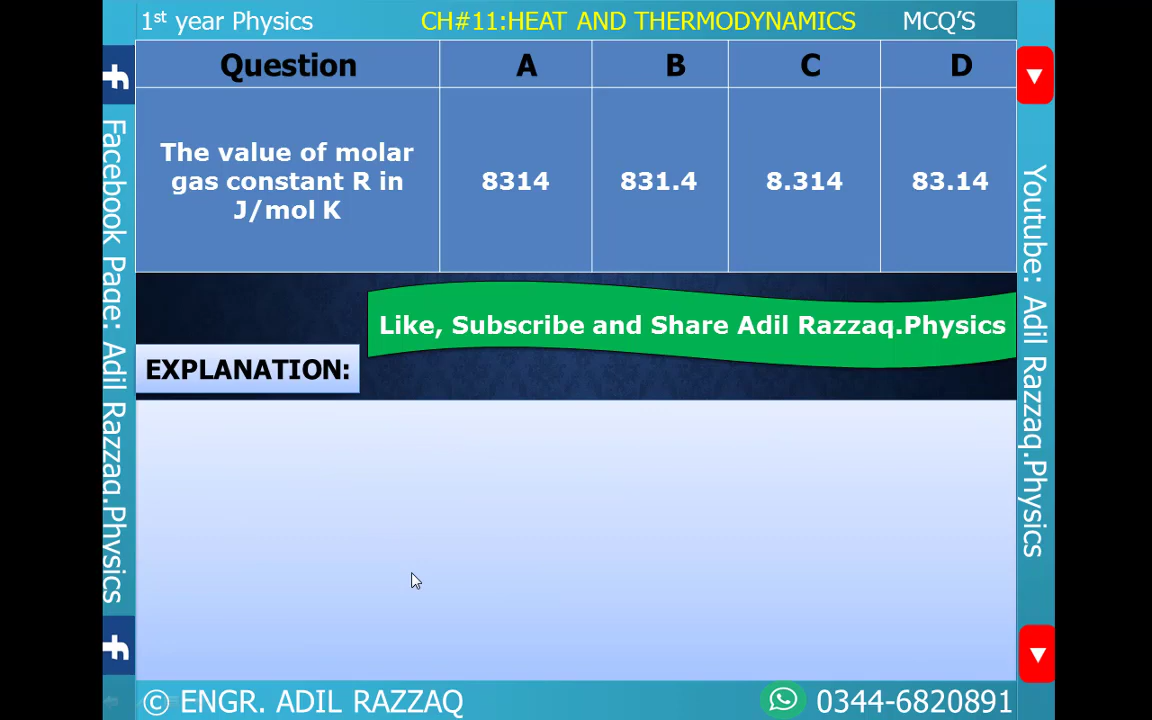 1st year Physics CH#11:HEAT AND THERMODYNAMICS MCQ'S
Question A B C D
The value of molar
gas constant R in
J/mol K
8314 831.4 8.314 83.14
Like, Subscribe and Share Adil Razzaq.Physics
EXPLANATION:
f
Facebook Page: Adil Razzaq.Physics
f
Youtube: Adil Razzaq.Physics
© ENGR. ADIL RAZZAQ 0344-6820891